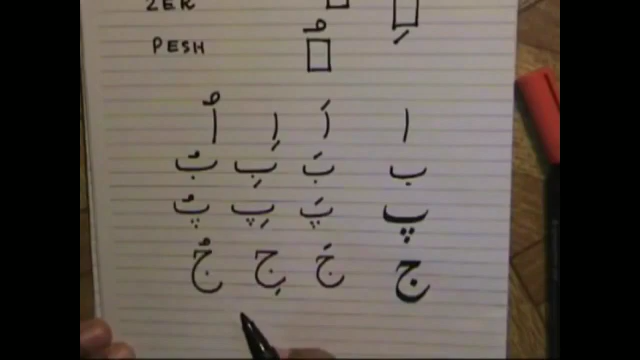 ZER
PESH
ا اَ اِ اُ
ب بَ بِ بُ
پ پَ پِ پُ
ج جَ جِ جُ